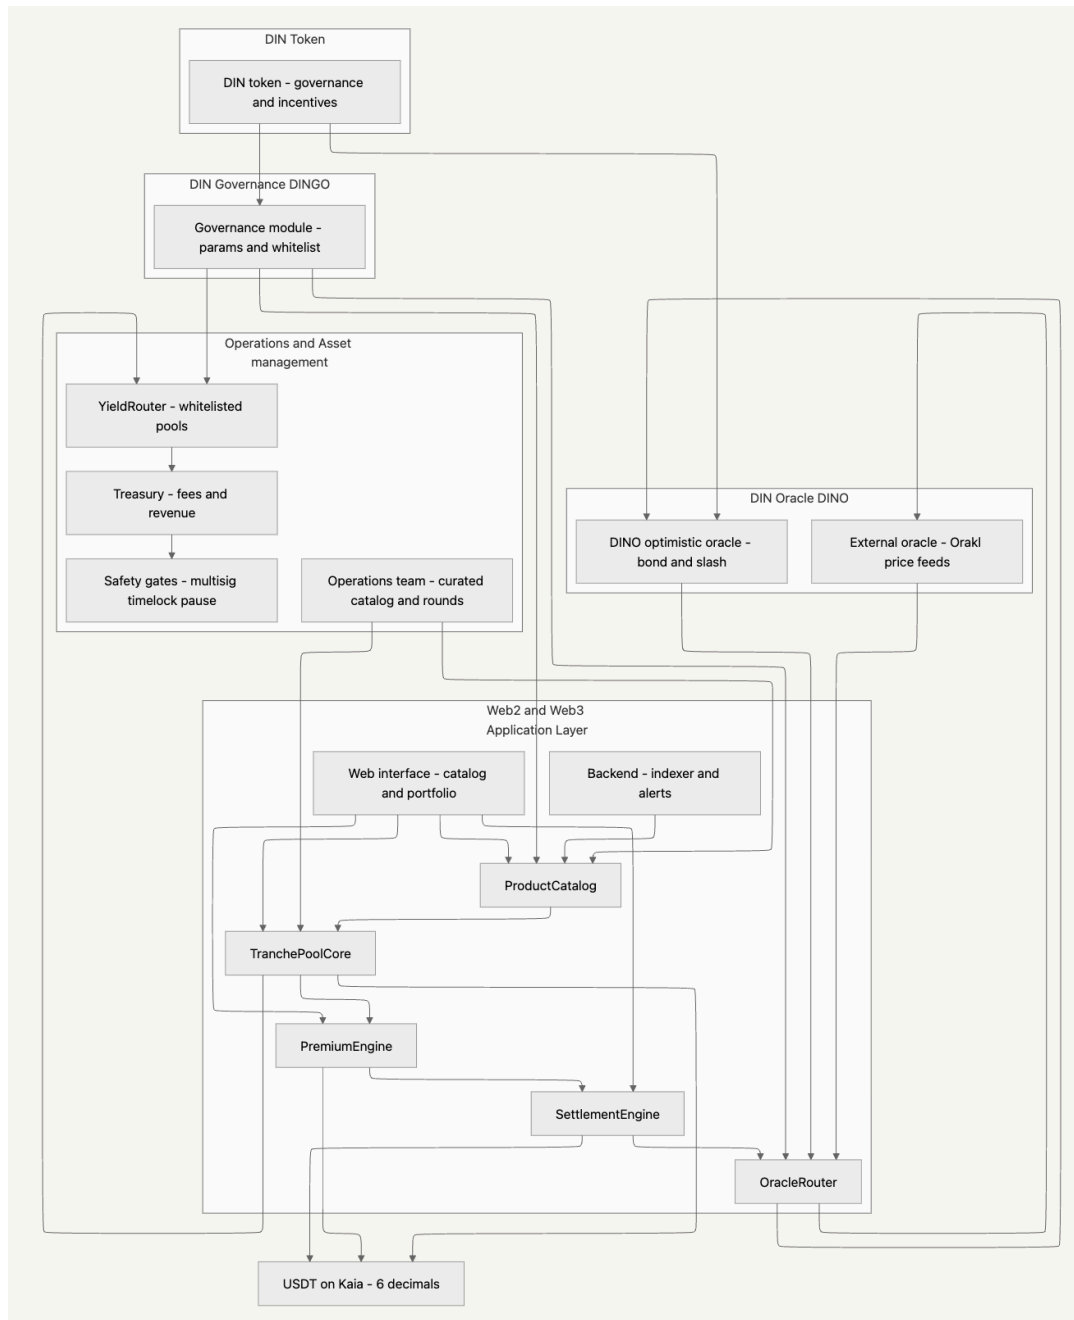 DIN Token
DIN token - governance
and incentives
DIN Governance DINGO
Governance module -
params and whitelist
Operations and Asset
management
YieldRouter - whitelisted
pools
Treasury - fees and
revenue
Safety gates - multisig
timelock pause
Operations team - curated
catalog and rounds
DIN Oracle DINO
DINO optimistic oracle -
bond and slash
External oracle - Orakl
price feeds
Web2 and Web3
Application Layer
Web interface - catalog
and portfolio
Backend - indexer and
alerts
ProductCatalog
TranchePoolCore
PremiumEngine
SettlementEngine
OracleRouter
USDT on Kaia - 6 decimals